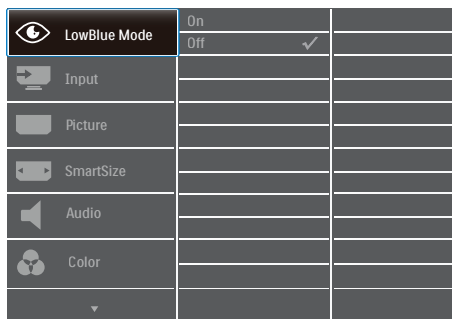 LowBlue Mode
On
Off
Input
Picture
SmartSize
Audio
Color